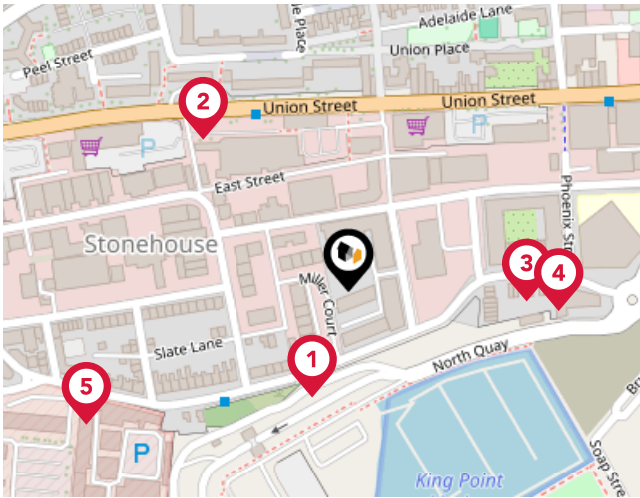 Adelaide Lane
Peel Street
Union Place
2
Union Street
Union Street
P
P
East Street
Phoenix Str
Stonehouse
3
4
Miller Court
Slate Lane
1
North Quay
5
P
Soap Stre
King Point